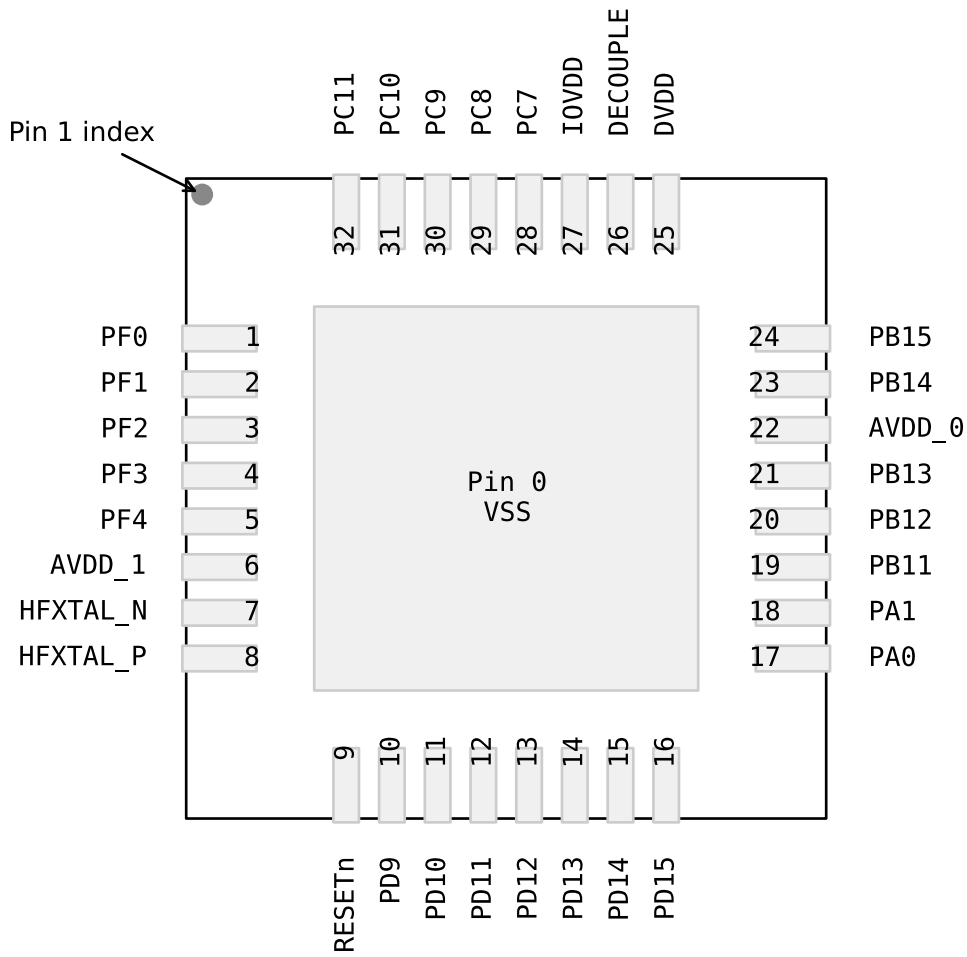 PC11
PC10
PC9
PC8
PC7
IOVDD
DECOUPLE
DVDD
Pin 1 index
32
31
30
29
28
27
26
25
PF0 1
PF1 2
PF2 3
PF3 4
PF4 5
AVDD_1 6
HFXTAL_N 7
HFXTAL_P 8
Pin 0
VSS
24 PB15
23 PB14
22 AVDD_0
21 PB13
20 PB12
19 PB11
18 PA1
17 PA0
9
10
11
12
13
14
15
16
RESETn
PD9
PD10
PD11
PD12
PD13
PD14
PD15